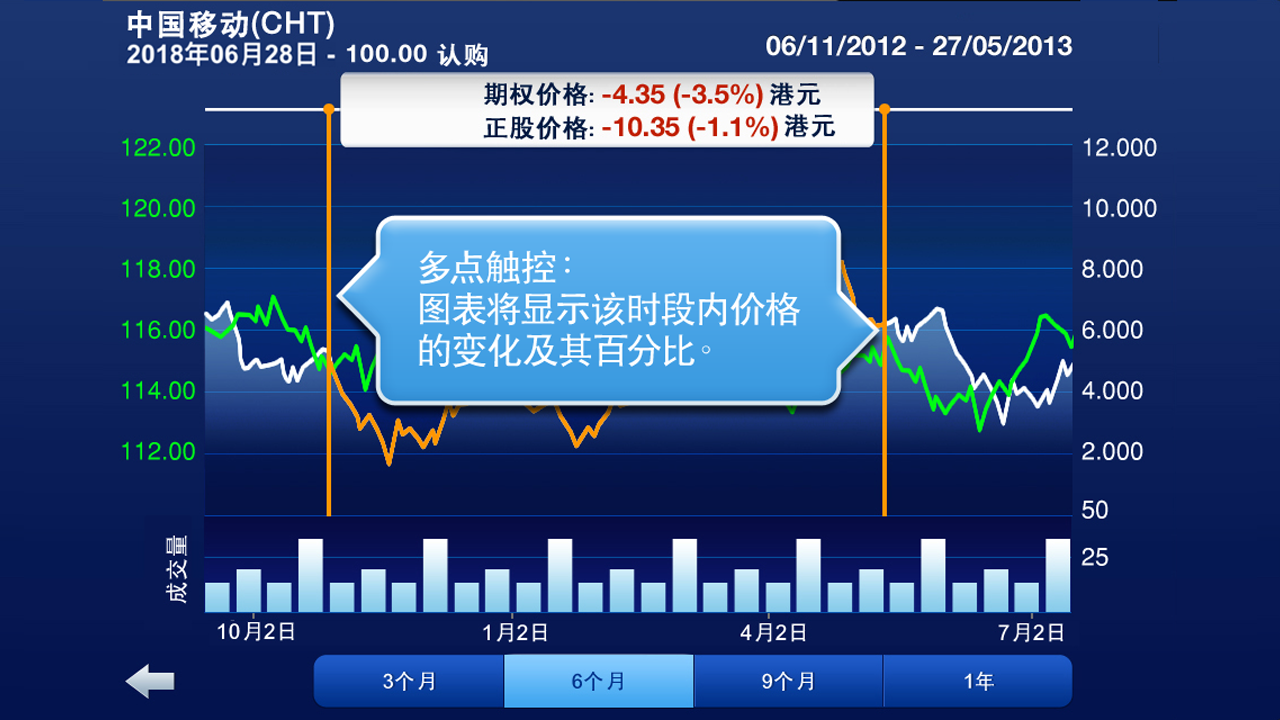 中国移动(CHT)
2018年06月28日 - 100.00 认购
06/11/2012 - 27/05/2013
期权价格: -4.35 (-3.5%) 港元
正股价格: -10.35 (-1.1%) 港元
122.00
120.00
118.00
116.00
114.00
112.00
12.000
10.000
8.000
6.000
4.000
2.000
50
25
多点触控：
图表将显示该时段内价格
的变化及其百分比。
成交量
10月2日
1月2日
4月2日
7月2日
3个月
6个月
9个月
1年